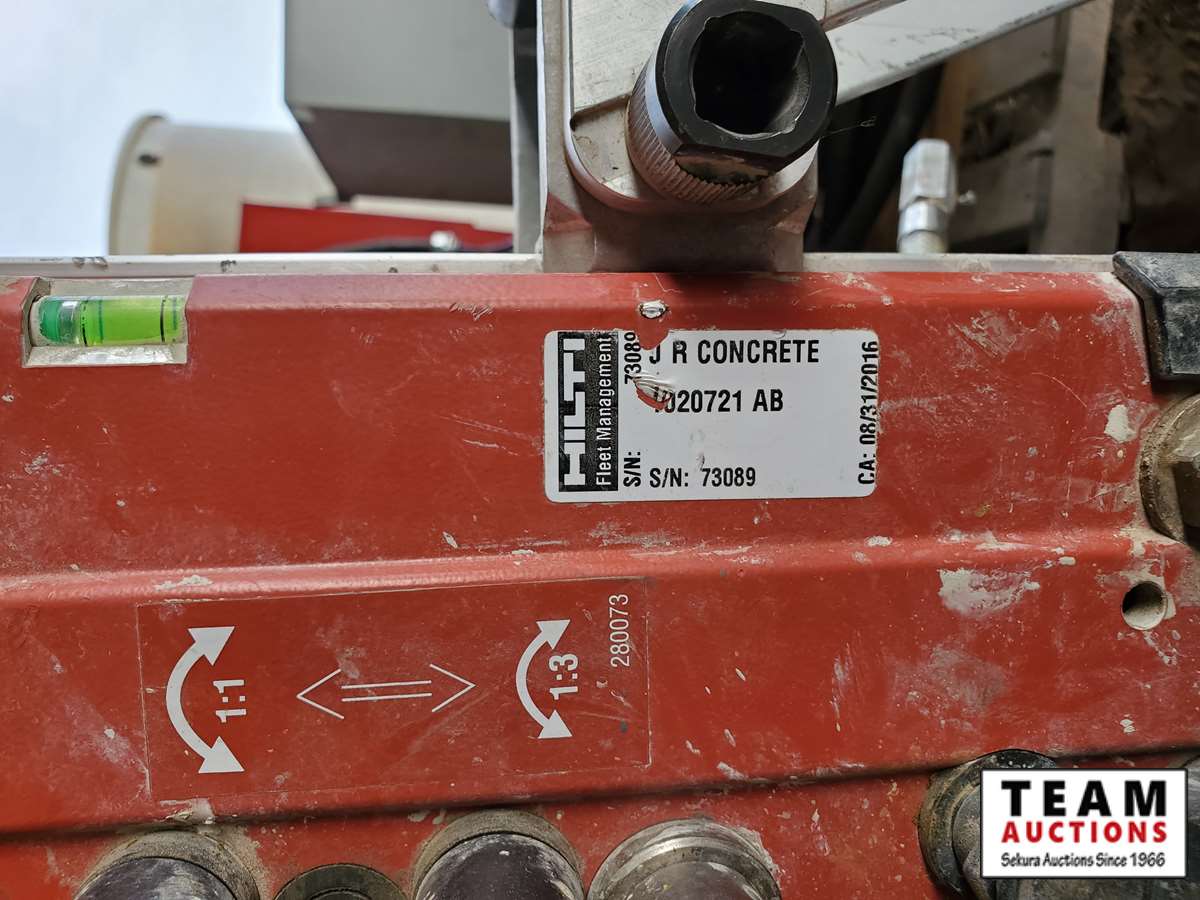 HILTI
Fleet Management
S/N: 73089
J R CONCRETE
1020721 AB
S/N: 73089
CA: 08/31/2016
1:1
1:3
280073
TEAM
AUCTIONS
Sekura Auctions Since 1966